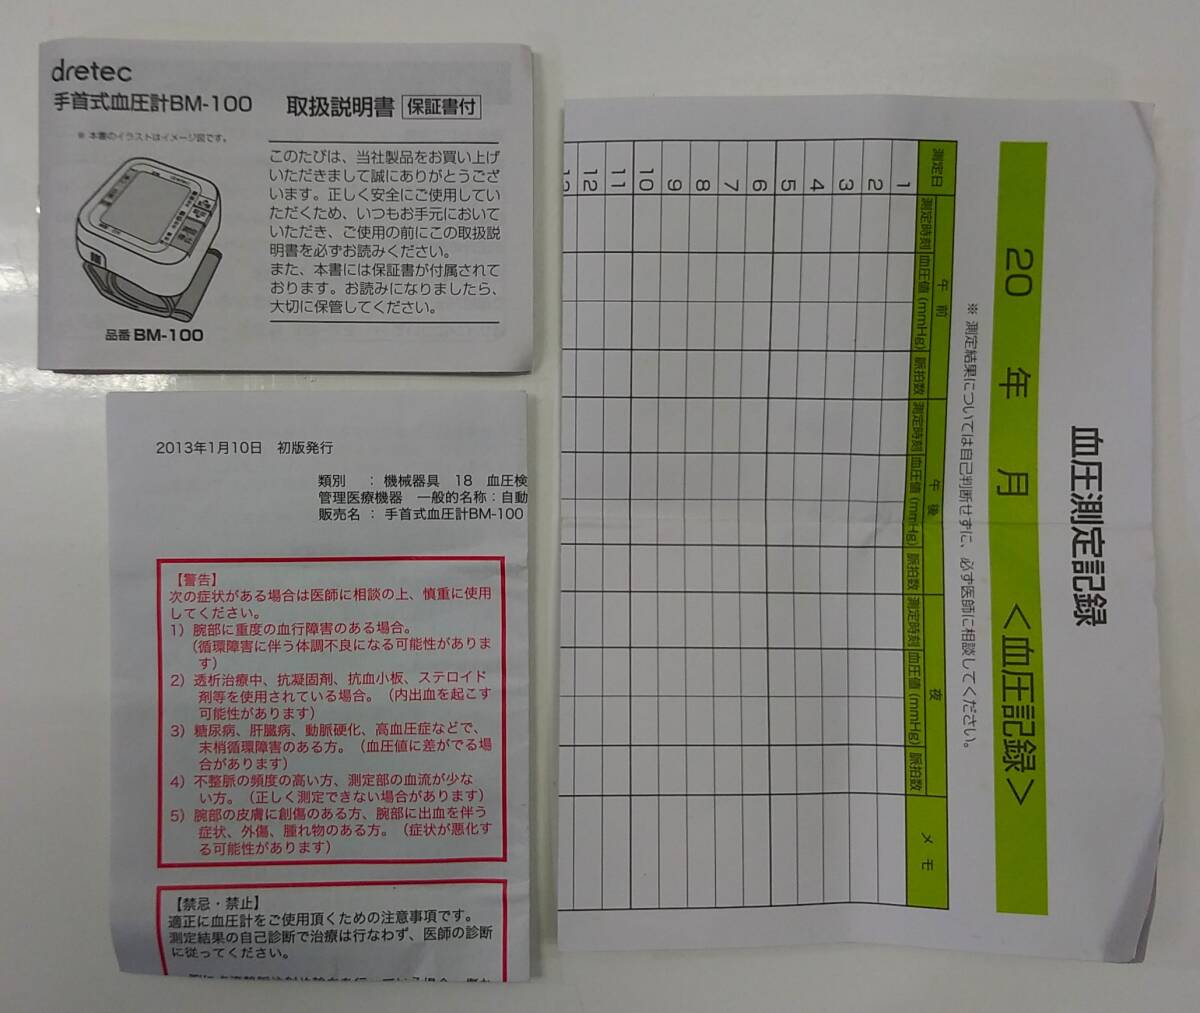 dretec
手首式血圧計BM-100
取扱説明書 保証書付
※ 本書のイラストはイメージ図です。
このたびは、当社製品をお買い上げ
いただきまして誠にありがとうござ
います。正しく安全にご使用してい
ただくため、いつもお手元において
いただき、ご使用の前にこの取扱説
明書を必ずお読みください。
また、本書には保証書が付属されて
おります。お読みになりましたら、
大切に保管してください。
品番 BM-100
2013年1月10日 初版発行
類別 : 機械器具 18 血圧検
管理医療機器 一般的名称:自動
販売名 : 手首式血圧計BM-100
【警告】
次の症状がある場合は医師に相談の上、慎重に使用
してください。
1) 腕部に重度の血行障害のある場合。
(循環障害に伴う体調不良になる可能性がありま
す)
2) 透析治療中、抗凝固剤、抗血小板、ステロイド
剤等を使用されている場合。(内出血を起こす
可能性があります)
3) 糖尿病、肝臓病、動脈硬化、高血圧症などで、
末梢循環障害のある方。(血圧値に差がでる場
合があります)
4) 不整脈の頻度の高い方、測定部の血流が少な
い方。(正しく測定できない場合があります)
5) 腕部の皮膚に創傷のある方、腕部に出血を伴う
症状、外傷、腫れ物のある方。(症状が悪化す
る可能性があります)
【禁忌・禁止】
適正に血圧計をご使用頂くための注意事項です。
測定結果の自己診断で治療は行なわず、医師の診断
に従ってください。
血圧測定記録
20 年 月 <血圧記録>
※ 測定結果については自己判断せずに、必ず医師に相談してください。
測定日 午前 午後 夜 メモ
測定時刻 血圧値(mmHg) 脈拍数 測定時刻 血圧値(mmHg) 脈拍数 測定時刻 血圧値(mmHg) 脈拍数
1
2
3
4
5
6
7
8
9
10
11
12